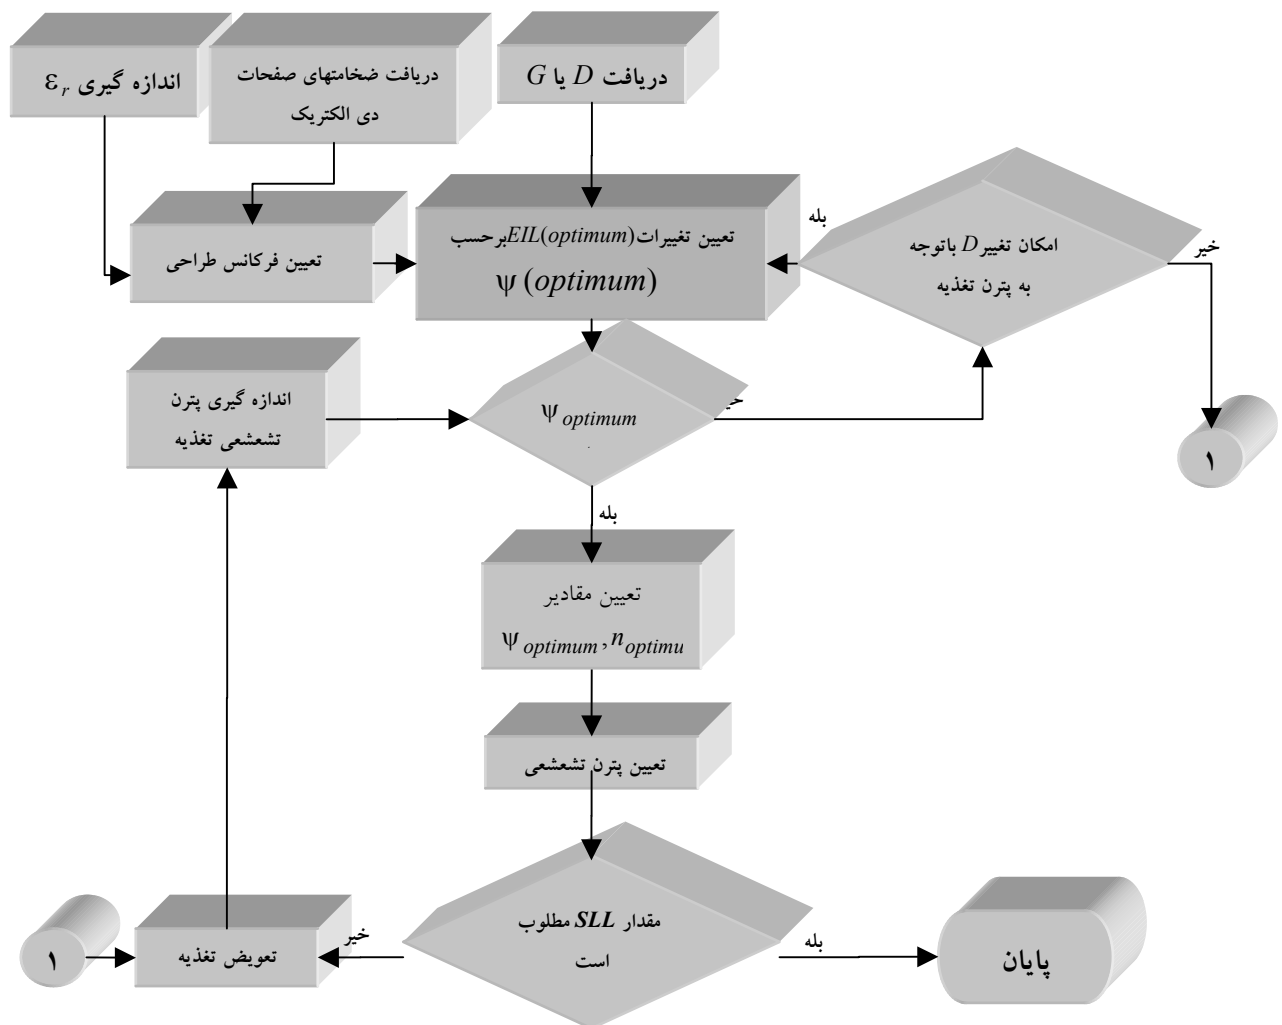 اندازه گیری ε_r
دریافت ضخامتهای صفحات
دی الکتریک
دریافت D یا G
تعیین فرکانس طراحی
تعیین تغییرات EIL(optimum) برحسب
ψ (optimum)
بله
امکان تغییر D باتوجه
به پترن تغذیه
خیر
اندازه گیری پترن
تشعشعی تغذیه
ψ optimum
خیر
۱
بله
تعیین مقادیر
ψ optimum , n optimu
تعیین پترن تشعشعی
مقدار SLL مطلوب
است
خیر
تعویض تغذیه
۱
بله
پایان